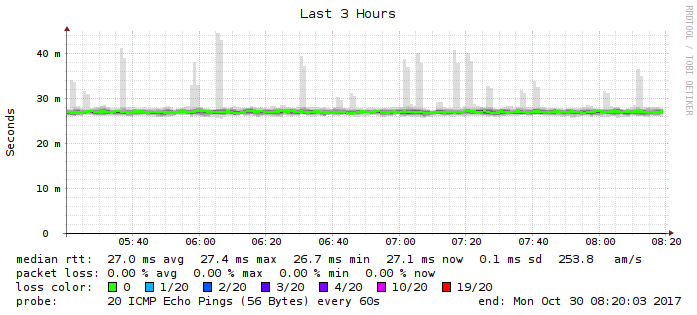 Last 3 Hours
RRDTOOL / TOBI OETIKER
Seconds
40 m
30 m
20 m
10 m
0
05:40 06:00 06:20 06:40 07:00 07:20 07:40 08:00 08:20
median rtt: 27.0 ms avg 27.4 ms max 26.7 ms min 27.1 ms now 0.1 ms sd 253.8 am/s
packet loss: 0.00 % avg 0.00 % max 0.00 % min 0.00 % now
loss color: 0 1/20 2/20 3/20 4/20 10/20 19/20
probe: 20 ICMP Echo Pings (56 Bytes) every 60s end: Mon Oct 30 08:20:03 2017